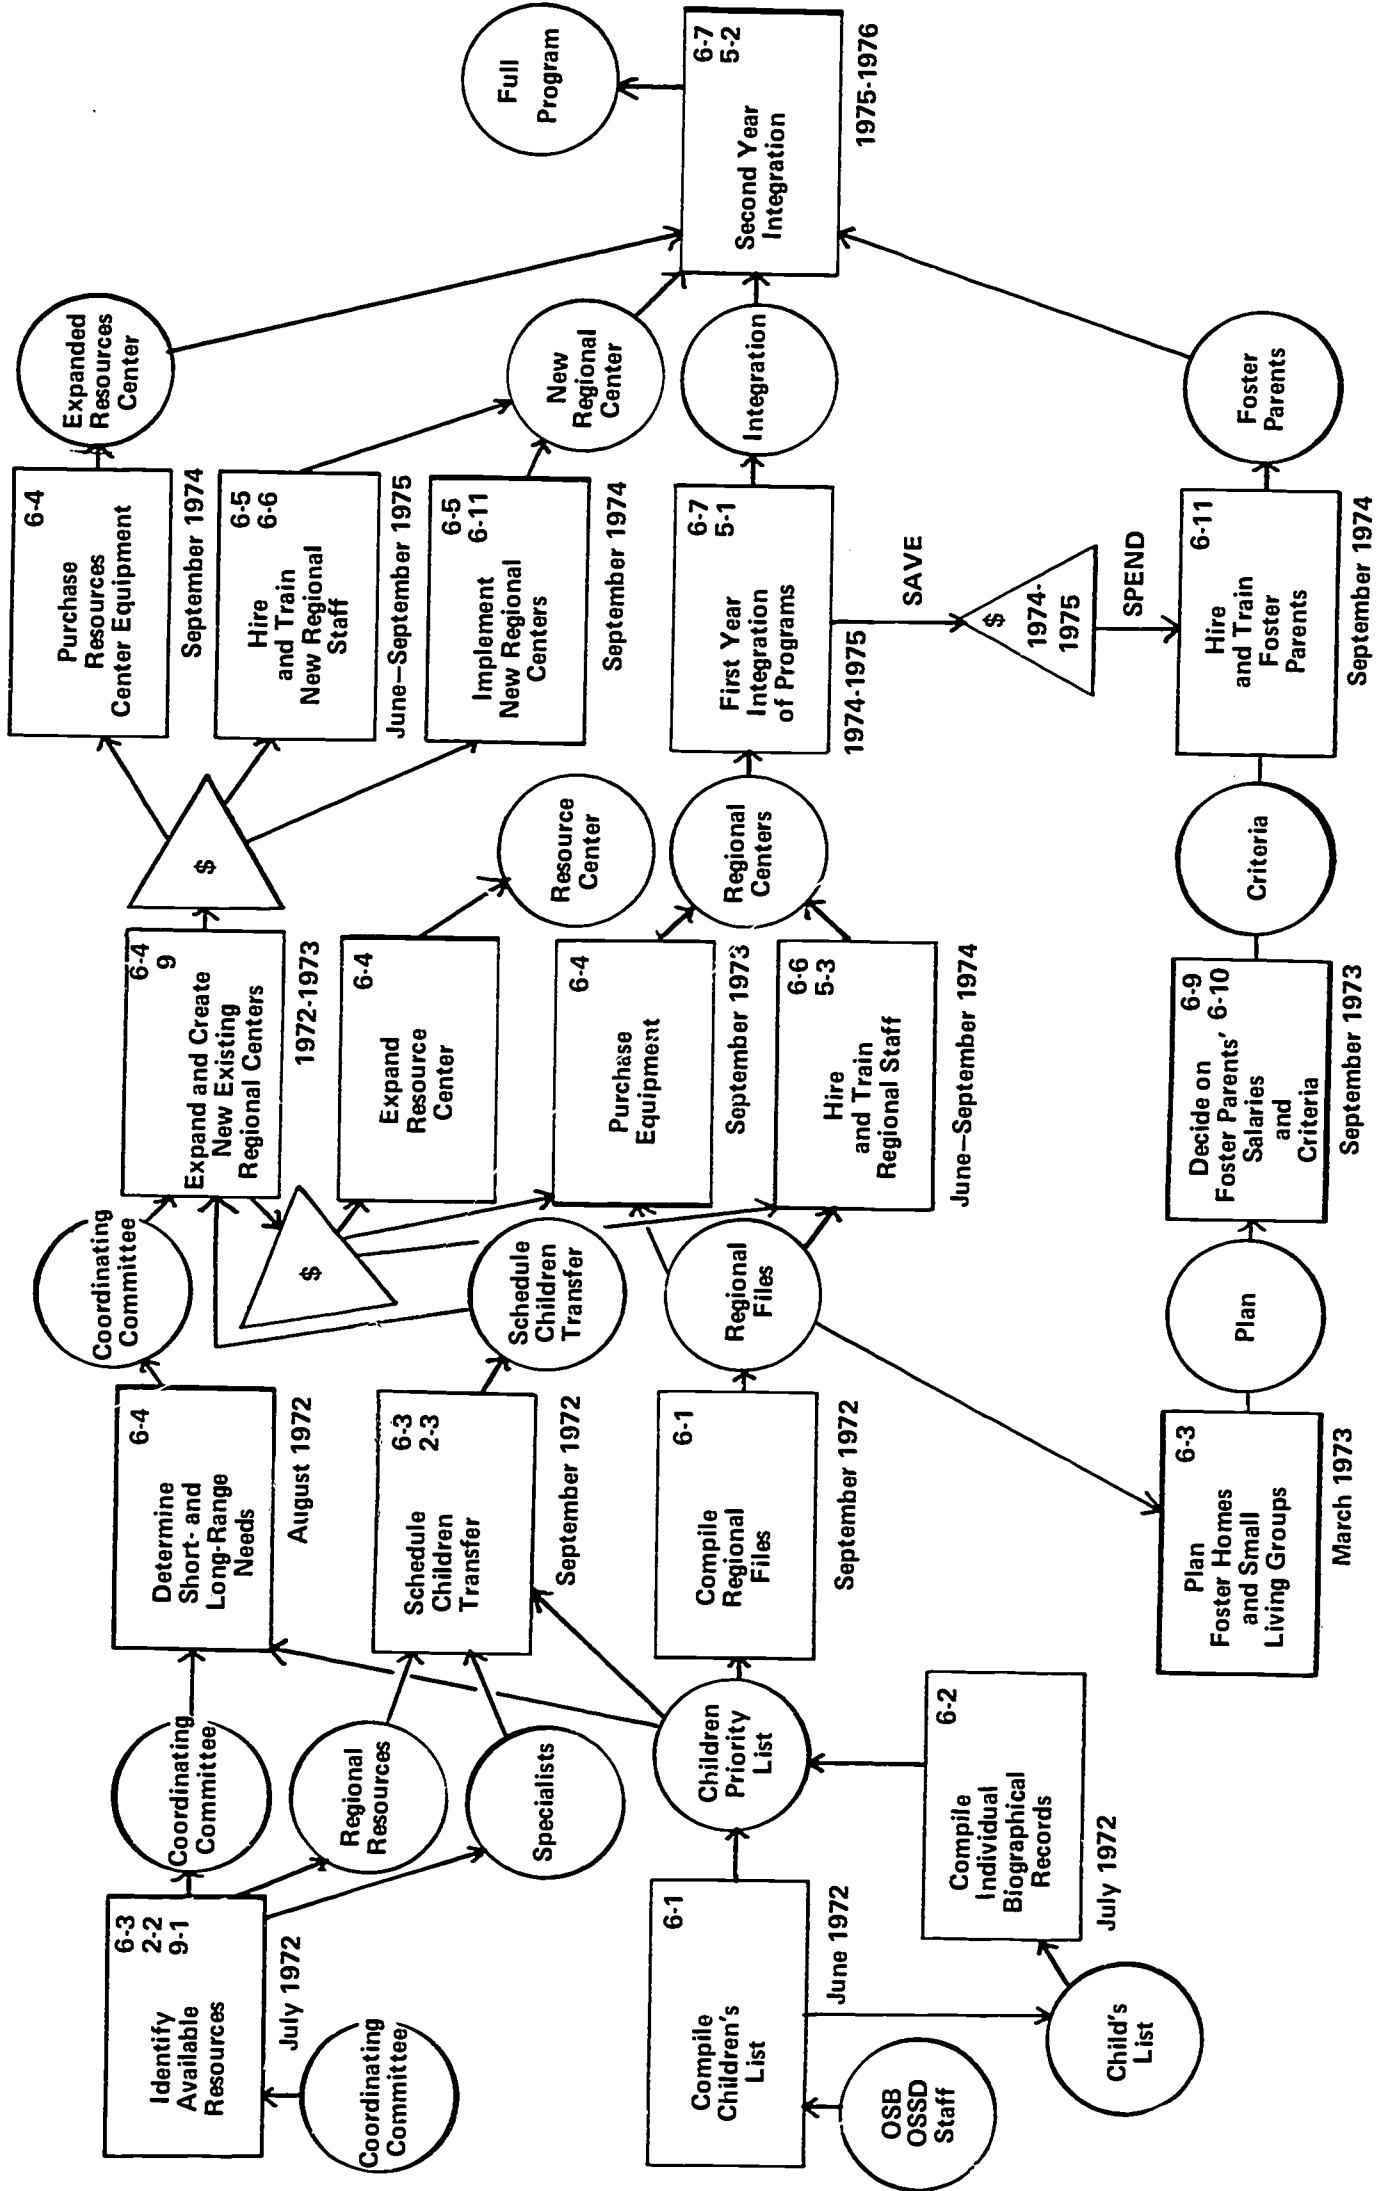 6-3
2-2
9-1
Identify
Available
Resources
July 1972
Coordinating
Committee
Coordinating
Committee
Regional
Resources
Specialists
6-1
Compile
Children's
List
June 1972
OSB
OSSD
Staff
Child's
List
6-2
Compile
Individual
Biographical
Records
July 1972
Children
Priority
List
6-4
Determine
Short- and
Long-Range
Needs
August 1972
6-3
2-3
Schedule
Children
Transfer
September 1972
6-1
Compile
Regional
Files
September 1972
6-3
Plan
Foster Homes
and Small
Living Groups
March 1973
Coordinating
Committee
$
Schedule
Children
Transfer
Regional
Files
Plan
6-4
9
Expand and Create
New Existing
Regional Centers
1972-1973
6-4
Expand
Resource
Center
6-4
Purchase
Equipment
September 1973
6-6
5-3
Hire
and Train
Regional Staff
June–September 1974
6-9
6-10
Decide on
Foster Parents'
Salaries
and
Criteria
September 1973
$
Resource
Center
Regional
Centers
Criteria
6-4
Purchase
Resources
Center Equipment
September 1974
6-5
6-6
Hire
and Train
New Regional
Staff
June–September 1975
6-5
6-11
Implement
New Regional
Centers
September 1974
6-7
5-1
First Year
Integration
of Programs
1974-1975
SAVE
$
1974-
1975
SPEND
6-11
Hire
and Train
Foster
Parents
September 1974
Expanded
Resources
Center
New
Regional
Center
Integration
Foster
Parents
6-7
5-2
Second Year
Integration
1975-1976
Full
Program